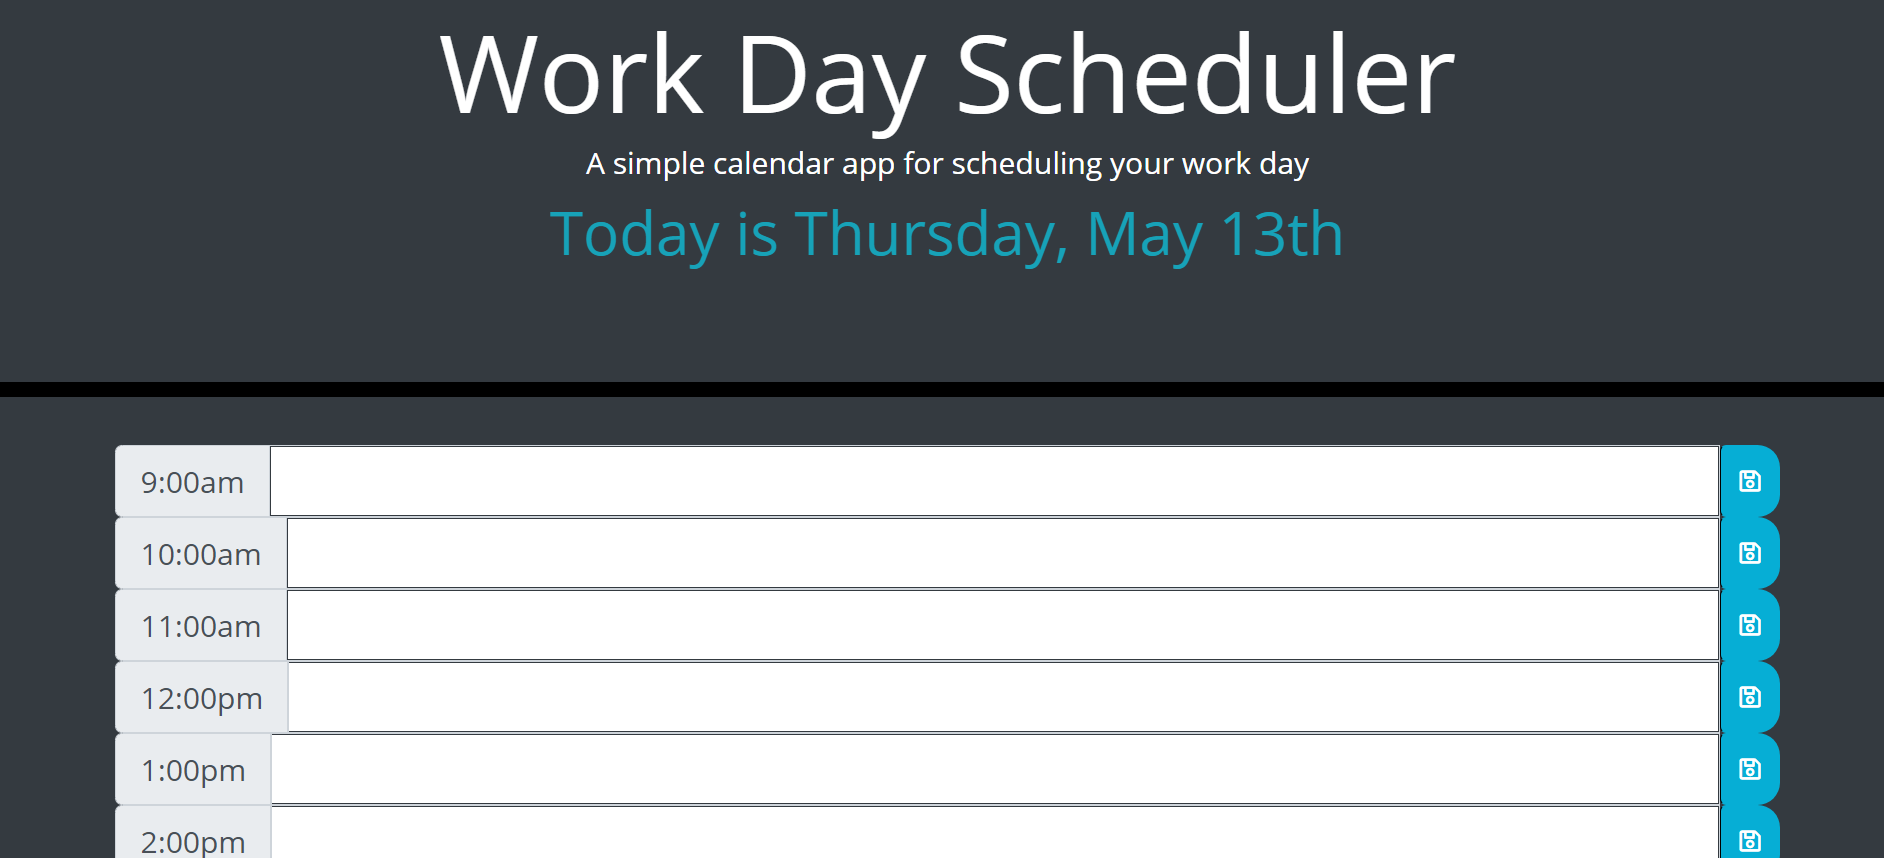 Work Day Scheduler
A simple calendar app for scheduling your work day
Today is Thursday, May 13th
9:00am
10:00am
11:00am
12:00pm
1:00pm
2:00pm